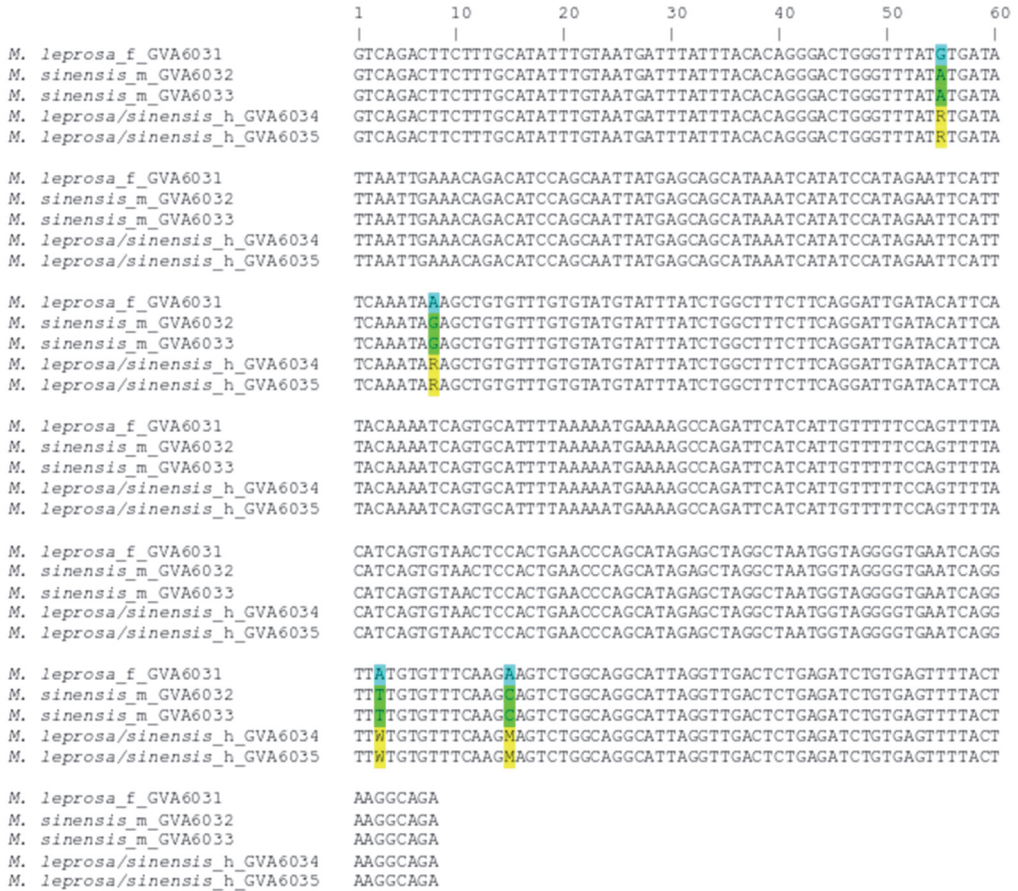 1 10 20 30 40 50 60
M. leprosa_f_GVA6031 GTCAGACTTCTTTGCATATTTGTAATGATTTATTTACACAGGGACTGGGTTTATGTGATA
M. sinensis_m_GVA6032 GTCAGACTTCTTTGCATATTTGTAATGATTTATTTACACAGGGACTGGGTTTATATGATA
M. sinensis_m_GVA6033 GTCAGACTTCTTTGCATATTTGTAATGATTTATTTACACAGGGACTGGGTTTATATGATA
M. leprosa/sinensis_h_GVA6034 GTCAGACTTCTTTGCATATTTGTAATGATTTATTTACACAGGGACTGGGTTTATRTGATA
M. leprosa/sinensis_h_GVA6035 GTCAGACTTCTTTGCATATTTGTAATGATTTATTTACACAGGGACTGGGTTTATRTGATA
M. leprosa_f_GVA6031 TTAATTGAAACAGACATCCAGCAATTATGAGCAGCATAAATCATATCCATAGAATTCATT
M. sinensis_m_GVA6032 TTAATTGAAACAGACATCCAGCAATTATGAGCAGCATAAATCATATCCATAGAATTCATT
M. sinensis_m_GVA6033 TTAATTGAAACAGACATCCAGCAATTATGAGCAGCATAAATCATATCCATAGAATTCATT
M. leprosa/sinensis_h_GVA6034 TTAATTGAAACAGACATCCAGCAATTATGAGCAGCATAAATCATATCCATAGAATTCATT
M. leprosa/sinensis_h_GVA6035 TTAATTGAAACAGACATCCAGCAATTATGAGCAGCATAAATCATATCCATAGAATTCATT
M. leprosa_f_GVA6031 TCAAATAAAGCTGTGTTTGTGTATGTATTTATCTGGCTTTCTTCAGGATTGATACATTCA
M. sinensis_m_GVA6032 TCAAATAGAGCTGTGTTTGTGTATGTATTTATCTGGCTTTCTTCAGGATTGATACATTCA
M. sinensis_m_GVA6033 TCAAATAGAGCTGTGTTTGTGTATGTATTTATCTGGCTTTCTTCAGGATTGATACATTCA
M. leprosa/sinensis_h_GVA6034 TCAAATARAGCTGTGTTTGTGTATGTATTTATCTGGCTTTCTTCAGGATTGATACATTCA
M. leprosa/sinensis_h_GVA6035 TCAAATARAGCTGTGTTTGTGTATGTATTTATCTGGCTTTCTTCAGGATTGATACATTCA
M. leprosa_f_GVA6031 TACAAAATCAGTGCATTTTAAAAATGAAAAGCCAGATTCATCATTGTTTTTCCAGTTTTA
M. sinensis_m_GVA6032 TACAAAATCAGTGCATTTTAAAAATGAAAAGCCAGATTCATCATTGTTTTTCCAGTTTTA
M. sinensis_m_GVA6033 TACAAAATCAGTGCATTTTAAAAATGAAAAGCCAGATTCATCATTGTTTTTCCAGTTTTA
M. leprosa/sinensis_h_GVA6034 TACAAAATCAGTGCATTTTAAAAATGAAAAGCCAGATTCATCATTGTTTTTCCAGTTTTA
M. leprosa/sinensis_h_GVA6035 TACAAAATCAGTGCATTTTAAAAATGAAAAGCCAGATTCATCATTGTTTTTCCAGTTTTA
M. leprosa_f_GVA6031 CATCAGTGTAACTCCACTGAACCCAGCATAGAGCTAGGCTAATGGTAGGGGTGAATCAGG
M. sinensis_m_GVA6032 CATCAGTGTAACTCCACTGAACCCAGCATAGAGCTAGGCTAATGGTAGGGGTGAATCAGG
M. sinensis_m_GVA6033 CATCAGTGTAACTCCACTGAACCCAGCATAGAGCTAGGCTAATGGTAGGGGTGAATCAGG
M. leprosa/sinensis_h_GVA6034 CATCAGTGTAACTCCACTGAACCCAGCATAGAGCTAGGCTAATGGTAGGGGTGAATCAGG
M. leprosa/sinensis_h_GVA6035 CATCAGTGTAACTCCACTGAACCCAGCATAGAGCTAGGCTAATGGTAGGGGTGAATCAGG
M. leprosa_f_GVA6031 TTATGTGTTTCAAGAAGTCTGGCAGGCATTAGGTTGACTCTGAGATCTGTGAGTTTTACT
M. sinensis_m_GVA6032 TTTTGTGTTTCAAGCAGTCTGGCAGGCATTAGGTTGACTCTGAGATCTGTGAGTTTTACT
M. sinensis_m_GVA6033 TTTTGTGTTTCAAGCAGTCTGGCAGGCATTAGGTTGACTCTGAGATCTGTGAGTTTTACT
M. leprosa/sinensis_h_GVA6034 TTWTGTGTTTCAAGMAGTCTGGCAGGCATTAGGTTGACTCTGAGATCTGTGAGTTTTACT
M. leprosa/sinensis_h_GVA6035 TTWTGTGTTTCAAGMAGTCTGGCAGGCATTAGGTTGACTCTGAGATCTGTGAGTTTTACT
M. leprosa_f_GVA6031 AAGGCAGA
M. sinensis_m_GVA6032 AAGGCAGA
M. sinensis_m_GVA6033 AAGGCAGA
M. leprosa/sinensis_h_GVA6034 AAGGCAGA
M. leprosa/sinensis_h_GVA6035 AAGGCAGA